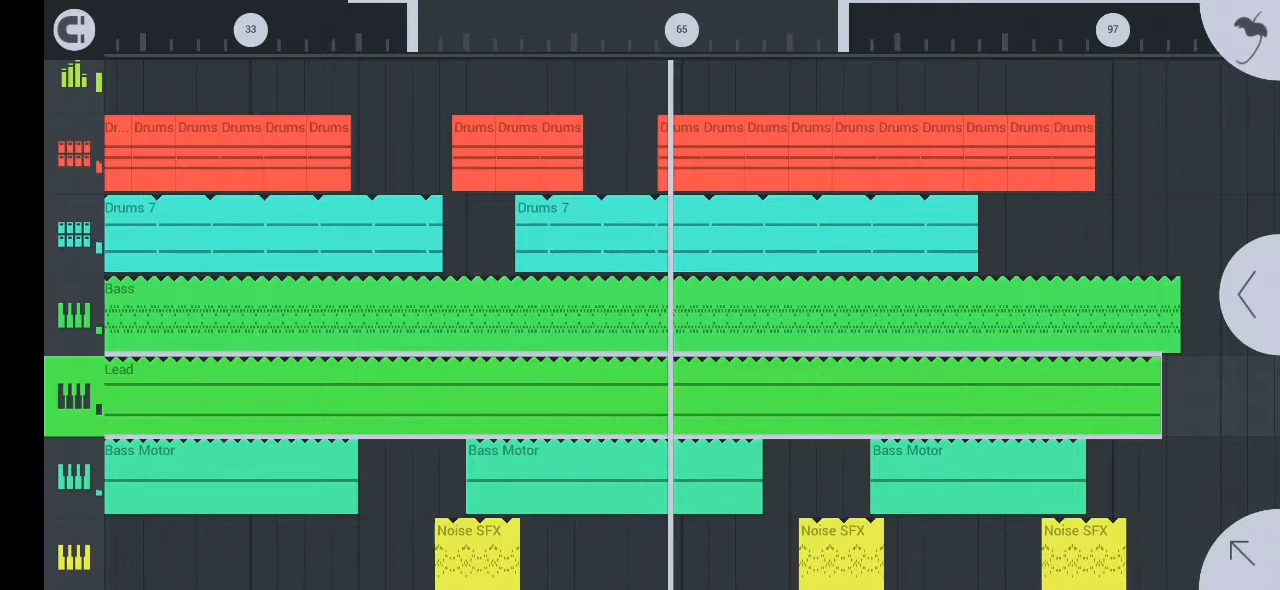 33 65 97
Dr... Drums Drums Drums Drums Drums Drums Drums Drums Drums Drums Drums Drums Drums Drums Drums Drums Drums Drums
Drums 7 Drums 7
Bass
Lead
Bass Motor Bass Motor Bass Motor
Noise SFX Noise SFX Noise SFX